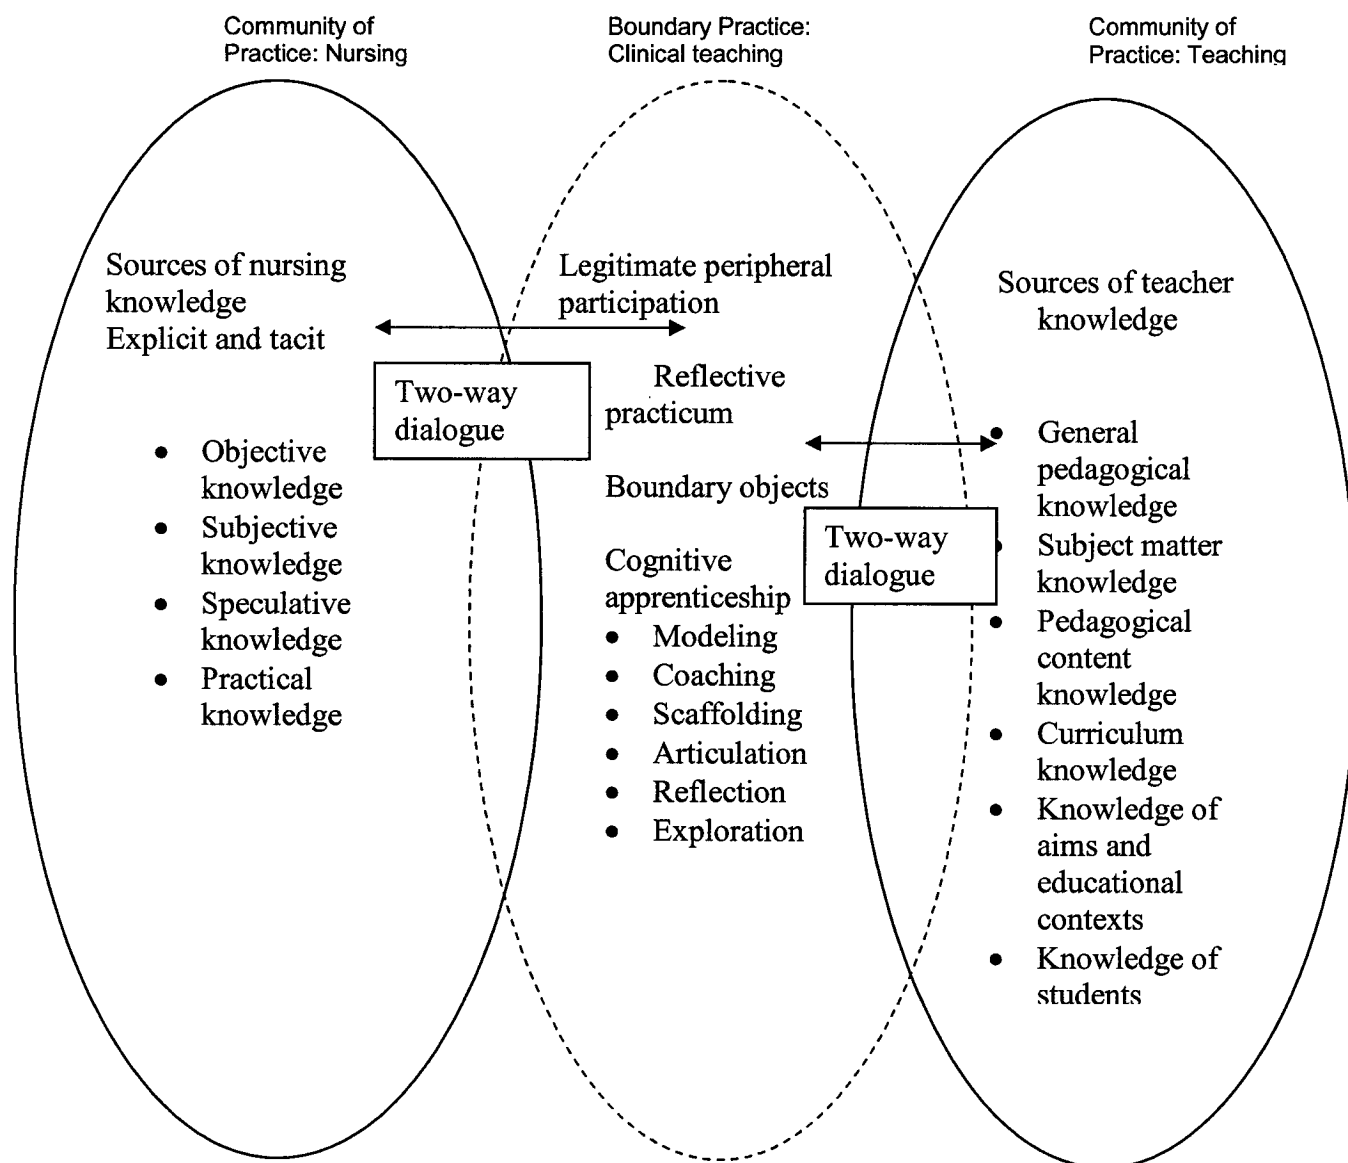 Community of
Practice: Nursing
Boundary Practice:
Clinical teaching
Community of
Practice: Teaching
Sources of nursing
knowledge
Explicit and tacit
Two-way
dialogue
• Objective
knowledge
• Subjective
knowledge
• Speculative
knowledge
• Practical
knowledge
Legitimate peripheral
participation
Reflective
practicum
Boundary objects
Cognitive
apprenticeship
• Modeling
• Coaching
• Scaffolding
• Articulation
• Reflection
• Exploration
Two-way
dialogue
Sources of teacher
knowledge
• General
pedagogical
knowledge
• Subject matter
knowledge
• Pedagogical
content
knowledge
• Curriculum
knowledge
• Knowledge of
aims and
educational
contexts
• Knowledge of
students